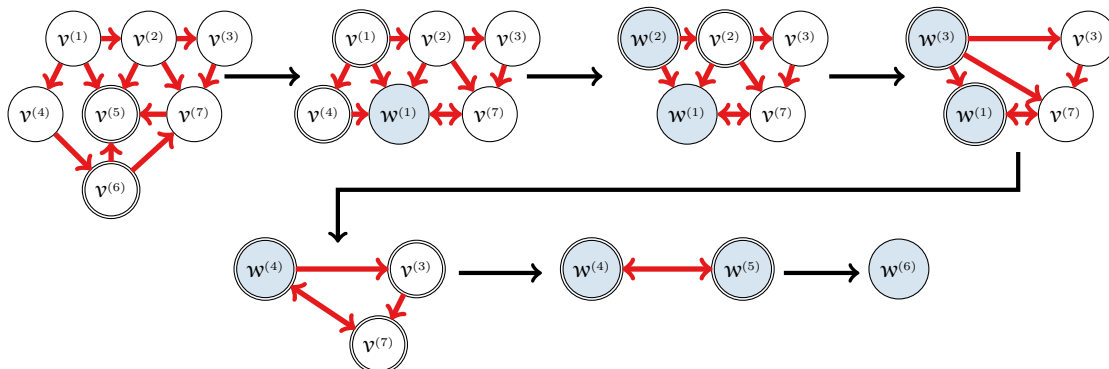 v(1) v(2) v(3) v(1) v(2) v(3) w(2) v(2) v(3) w(3) v(3)
v(4) v(5) v(7) v(4) w(1) v(7) w(1) v(7) w(1) v(7)
v(6)
w(4) v(3) w(4) w(5) w(6)
v(7)